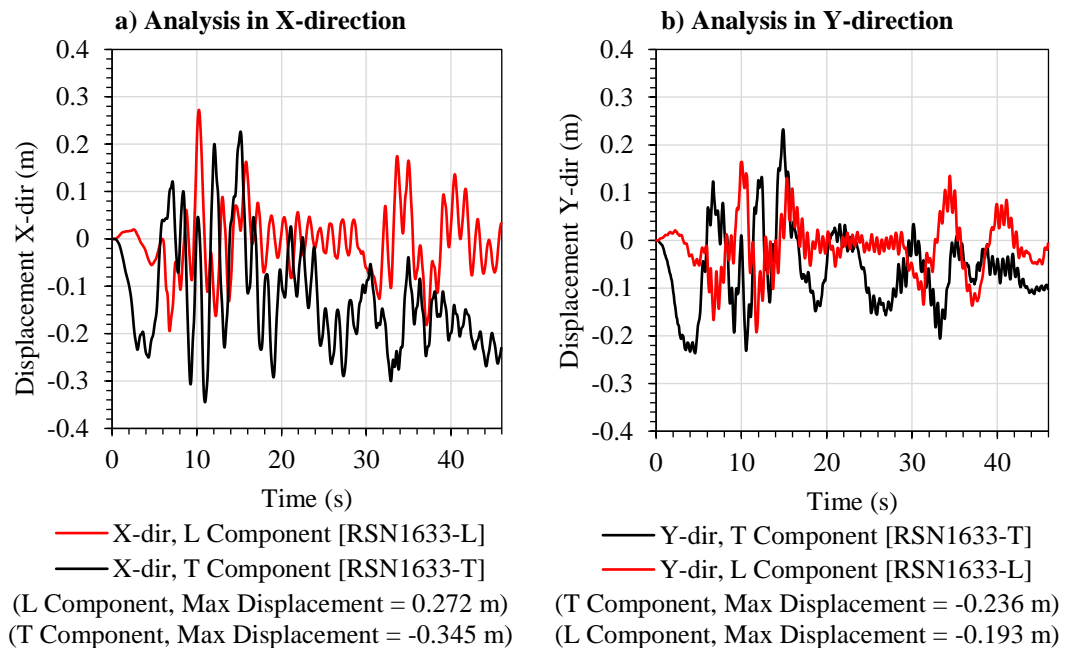 a) Analysis in X-direction
0.4
0.3
0.2
0.1
0
-0.1
-0.2
-0.3
-0.4
Displacement X-dir (m)
0 10 20 30 40
Time (s)
X-dir, L Component [RSN1633-L]
X-dir, T Component [RSN1633-T]
(L Component, Max Displacement = 0.272 m)
(T Component, Max Displacement = -0.345 m)
b) Analysis in Y-direction
0.4
0.3
0.2
0.1
0
-0.1
-0.2
-0.3
-0.4
Displacement Y-dir (m)
0 10 20 30 40
Time (s)
Y-dir, T Component [RSN1633-T]
Y-dir, L Component [RSN1633-L]
(T Component, Max Displacement = -0.236 m)
(L Component, Max Displacement = -0.193 m)